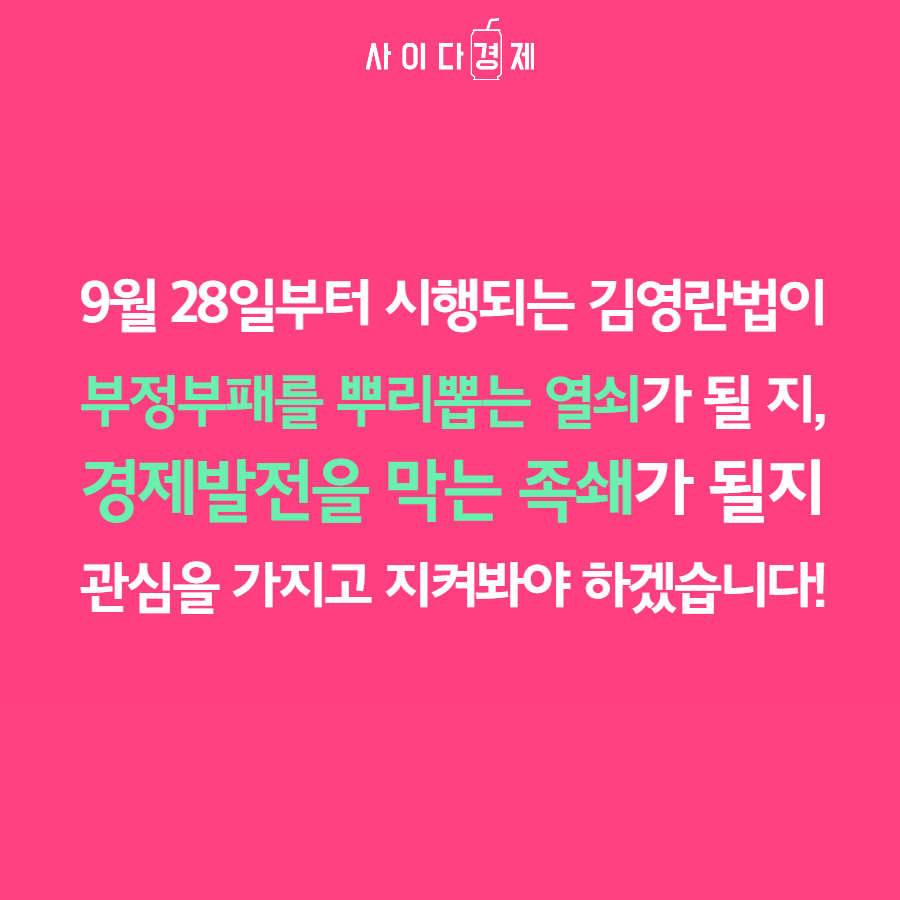 사이다경제
9월 28일부터 시행되는 김영란법이
부정부패를 뿌리뽑는 열쇠가 될 지,
경제발전을 막는 족쇄가 될지
관심을 가지고 지켜봐야 하겠습니다!